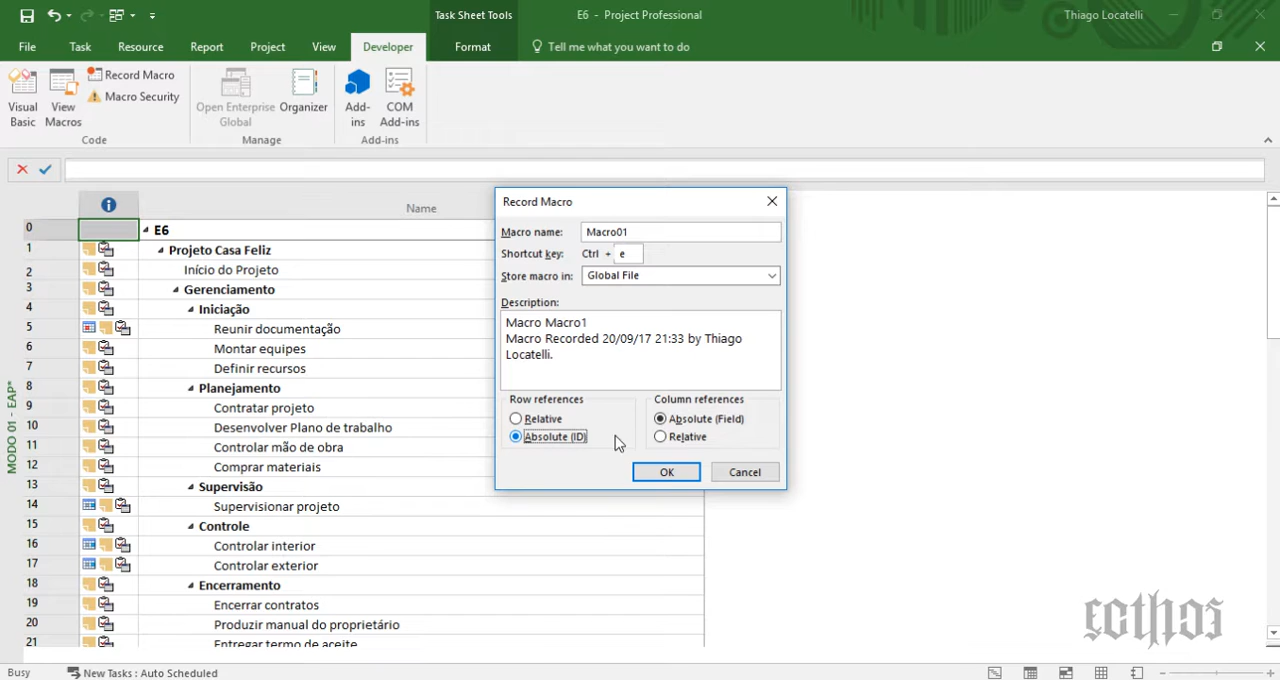 Task Sheet Tools
E6 - Project Professional
Thiago Locatelli
File
Task
Resource
Report
Project
View
Developer
Format
Tell me what you want to do
Visual Basic
View Macros
Record Macro
Macro Security
Code
Open Enterprise Global
Organizer
Manage
Add-ins
COM Add-ins
Add-ins
Name
MODO 01 - EAP*
0 E6
1 Projeto Casa Feliz
2 Início do Projeto
3 Gerenciamento
4 Iniciação
5 Reunir documentação
6 Montar equipes
7 Definir recursos
8 Planejamento
9 Contratar projeto
10 Desenvolver Plano de trabalho
11 Controlar mão de obra
12 Comprar materiais
13 Supervisão
14 Supervisionar projeto
15 Controle
16 Controlar interior
17 Controlar exterior
18 Encerramento
19 Encerrar contratos
20 Produzir manual do proprietário
21 Entregar termo de aceite
Record Macro
Macro name: Macro01
Shortcut key: Ctrl + e
Store macro in: Global File
Description:
Macro Macro1
Macro Recorded 20/09/17 21:33 by Thiago
Locatelli.
Row references
Relative
Absolute (ID)
Column references
Absolute (Field)
Relative
OK
Cancel
Busy
New Tasks : Auto Scheduled